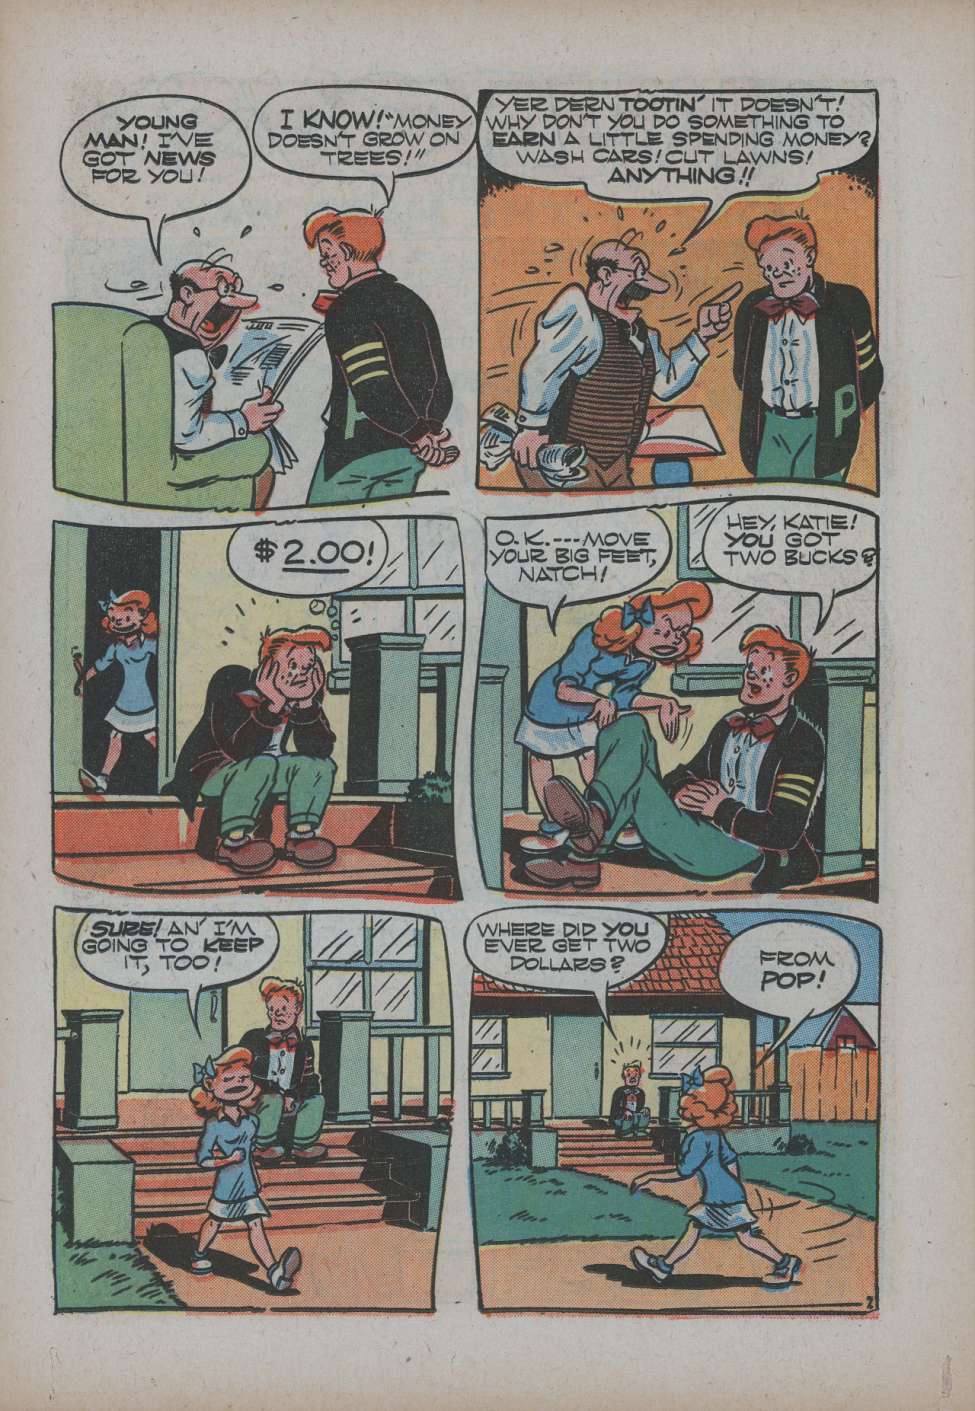 YOUNG
MAN! I'VE
GOT NEWS
FOR YOU!
I KNOW! "MONEY
DOESN'T GROW ON
TREES!"
YER DERN TOOTIN' IT DOESN'T!
WHY DON'T YOU DO SOMETHING TO
EARN A LITTLE SPENDING MONEY?
WASH CARS! CUT LAWNS!
ANYTHING!!
P
$2.00!
O.K.---MOVE
YOUR BIG FEET,
NATCH!
HEY, KATIE!
YOU GOT
TWO BUCKS?
SURE! AN' I'M
GOING TO KEEP
IT, TOO!
WHERE DID YOU
EVER GET TWO
DOLLARS?
FROM
POP!
2